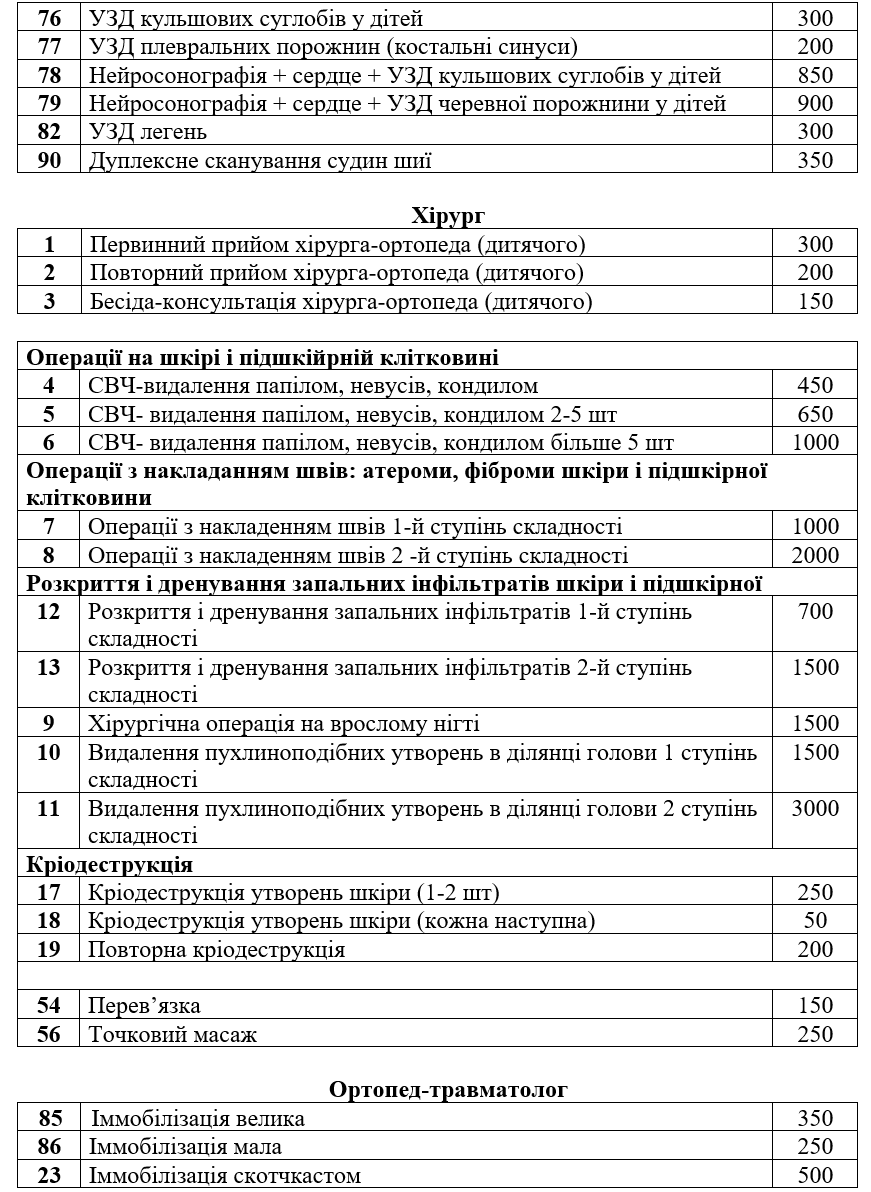 76 УЗД кульшових суглобів у дітей 300
77 УЗД плевральних порожнин (костальні синуси) 200
78 Нейросонографія + сердце + УЗД кульшових суглобів у дітей 850
79 Нейросонографія + сердце + УЗД черевної порожнини у дітей 900
82 УЗД легень 300
90 Дуплексне сканування судин шиї 350
Хірург
1 Первинний прийом хірурга-ортопеда (дитячого) 300
2 Повторний прийом хірурга-ортопеда (дитячого) 200
3 Бесіда-консультація хірурга-ортопеда (дитячого) 150
Операції на шкірі і підшкійрній клітковині
4 СВЧ-видалення папілом, невусів, кондилом 450
5 СВЧ- видалення папілом, невусів, кондилом 2-5 шт 650
6 СВЧ- видалення папілом, невусів, кондилом більше 5 шт 1000
Операції з накладанням швів: атероми, фіброми шкіри і підшкірної
клітковини
7 Операції з накладенням швів 1-й ступінь складності 1000
8 Операції з накладенням швів 2 -й ступінь складності 2000
Розкриття і дренування запальних інфільтратів шкіри і підшкірної
12 Розкриття і дренування запальних інфільтратів 1-й ступінь 700
складності
13 Розкриття і дренування запальних інфільтратів 2-й ступінь 1500
складності
9 Хірургічна операція на врослому нігті 1500
10 Видалення пухлиноподібних утворень в ділянці голови 1 ступінь 1500
складності
11 Видалення пухлиноподібних утворень в ділянці голови 2 ступінь 3000
складності
Кріодеструкція
17 Кріодеструкція утворень шкіри (1-2 шт) 250
18 Кріодеструкція утворень шкіри (кожна наступна) 50
19 Повторна кріодеструкція 200
54 Перев’язка 150
56 Точковий масаж 250
Ортопед-травматолог
85 Іммобілізація велика 350
86 Іммобілізація мала 250
23 Іммобілізація скотчкастом 500